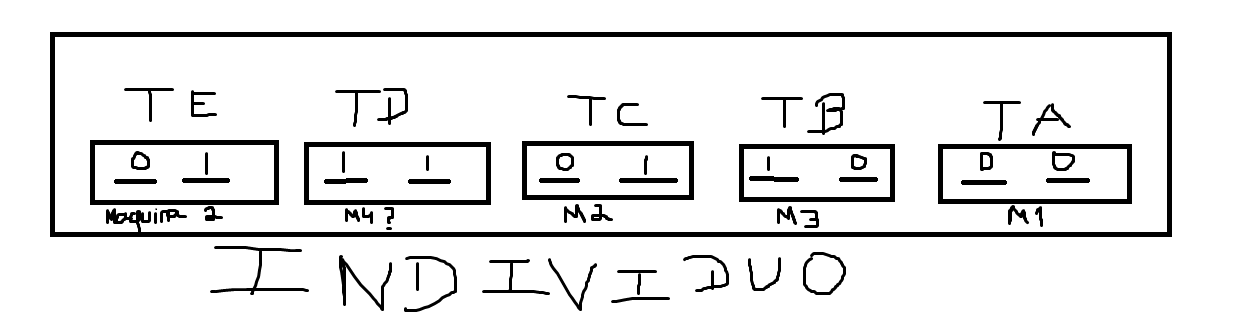 TE TD TC TB TA
0 1 1 1 0 1 1 0 0 0
Maquina 2 M4? M2 M3 M1
INDIVIDUO